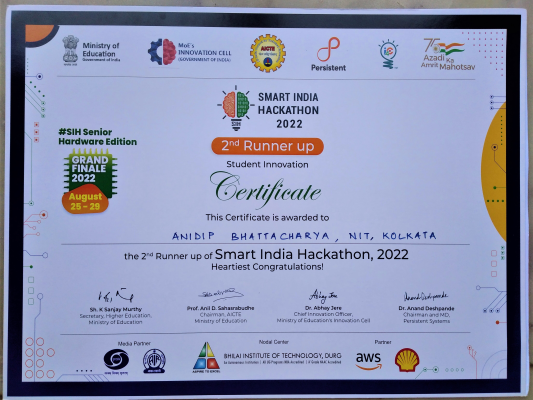 Ministry of
Education
Government of India
MoE's
INNOVATION CELL
(GOVERNMENT OF INDIA)
AICTE
Persistent
75
Azadi Ka
Amrit Mahotsav
SMART INDIA
HACKATHON
2022
SIH
2nd Runner up
Student Innovation
#SIH Senior
Hardware Edition
GRAND
FINALE
2022
August
25 - 29
Certificate
This Certificate is awarded to
ANIDIP BHATTACHARYA, NIT, KOLKATA
the 2nd Runner up of Smart India Hackathon, 2022
Heartiest Congratulations!
Sh. K Sanjay Murthy
Secretary, Higher Education,
Ministry of Education
Prof. Anil D. Sahasrabudhe
Chairman, AICTE
Ministry of Education
Dr. Abhay Jere
Chief Innovation Officer,
Ministry of Education's Innovation Cell
Dr. Anand Deshpande
Chairman and MD,
Persistent Systems
Media Partner
Nodal Center
Partner
ASPIRE TO EXCEL
BHILAI INSTITUTE OF TECHNOLOGY, DURG
aws